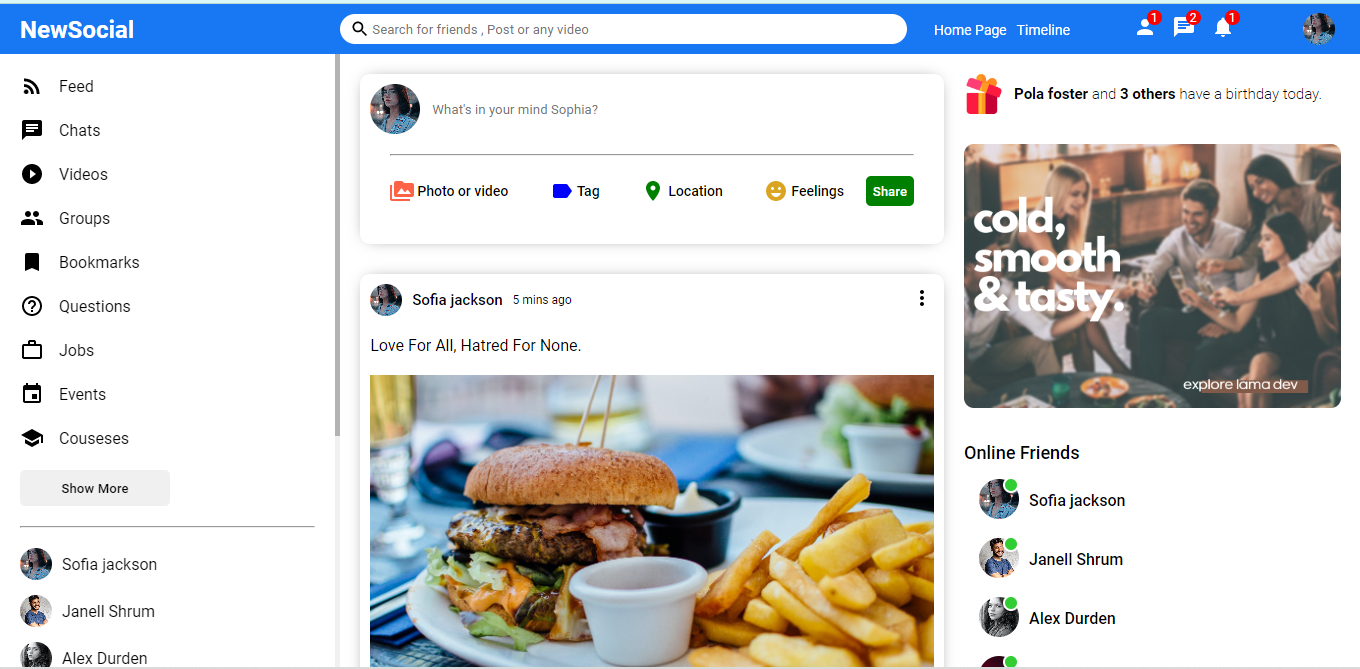 NewSocial
Search for friends , Post or any video
Home Page
Timeline
1
2
1
Feed
Chats
Videos
Groups
Bookmarks
Questions
Jobs
Events
Couseses
Show More
Sofia jackson
Janell Shrum
Alex Durden
What's in your mind Sophia?
Photo or video
Tag
Location
Feelings
Share
Sofia jackson 5 mins ago
Love For All, Hatred For None.
Pola foster and 3 others have a birthday today.
cold,
smooth
& tasty.
explore lama dev
Online Friends
Sofia jackson
Janell Shrum
Alex Durden